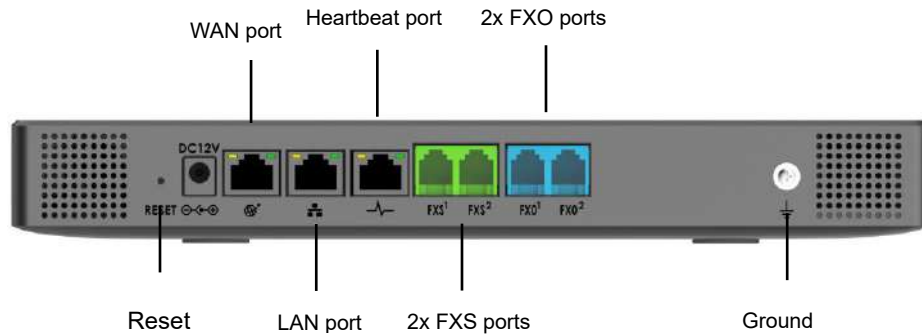 WAN port
Heartbeat port
2x FXO ports
DC12V
RESET
FXS¹
FXS²
FXO¹
FXO²
Reset
LAN port
2x FXS ports
Ground